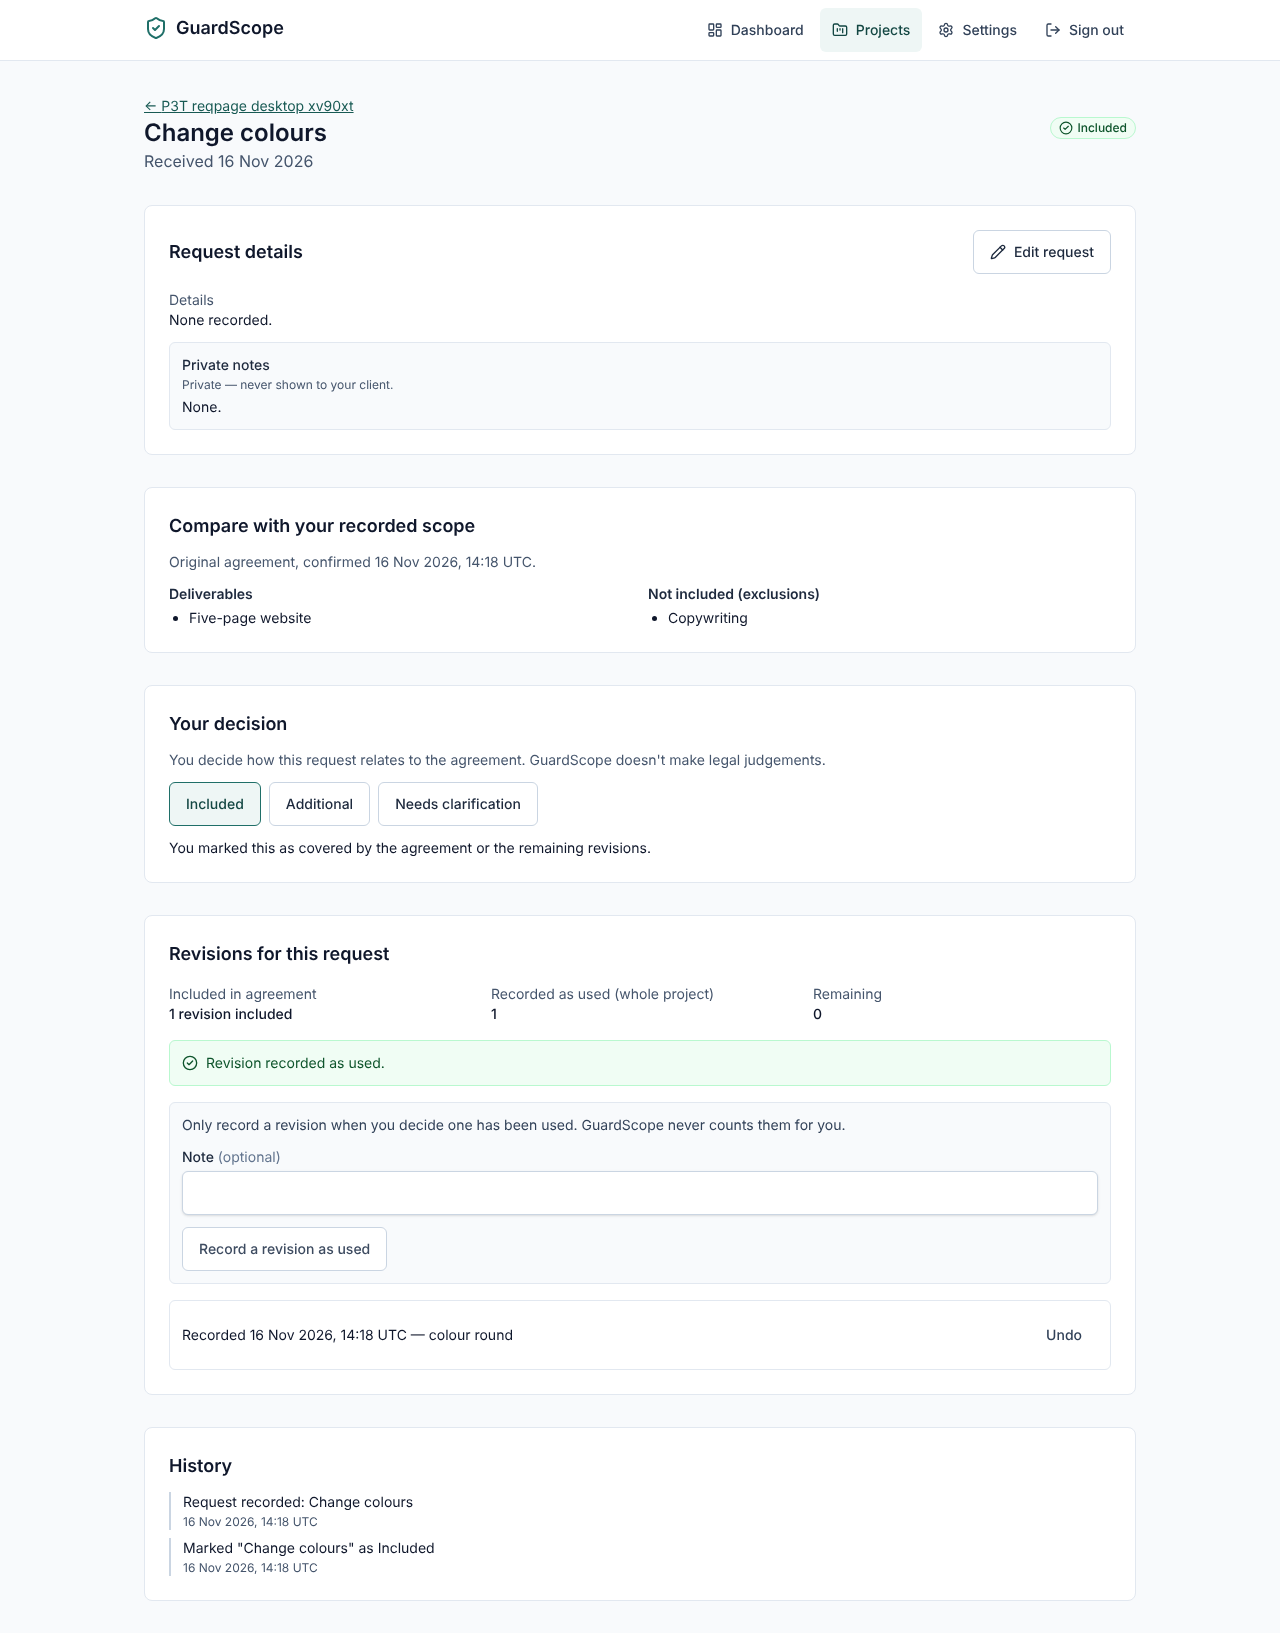 GuardScope
Dashboard
Projects
Settings
Sign out
← P3T reqpage desktop xv90xt
Change colours
Included
Received 16 Nov 2026
Request details
Edit request
Details
None recorded.
Private notes
Private — never shown to your client.
None.
Compare with your recorded scope
Original agreement, confirmed 16 Nov 2026, 14:18 UTC.
Deliverables
• Five-page website
Not included (exclusions)
• Copywriting
Your decision
You decide how this request relates to the agreement. GuardScope doesn't make legal judgements.
Included
Additional
Needs clarification
You marked this as covered by the agreement or the remaining revisions.
Revisions for this request
Included in agreement
1 revision included
Recorded as used (whole project)
1
Remaining
0
Revision recorded as used.
Only record a revision when you decide one has been used. GuardScope never counts them for you.
Note (optional)
Record a revision as used
Recorded 16 Nov 2026, 14:18 UTC — colour round
Undo
History
Request recorded: Change colours
16 Nov 2026, 14:18 UTC
Marked "Change colours" as Included
16 Nov 2026, 14:18 UTC